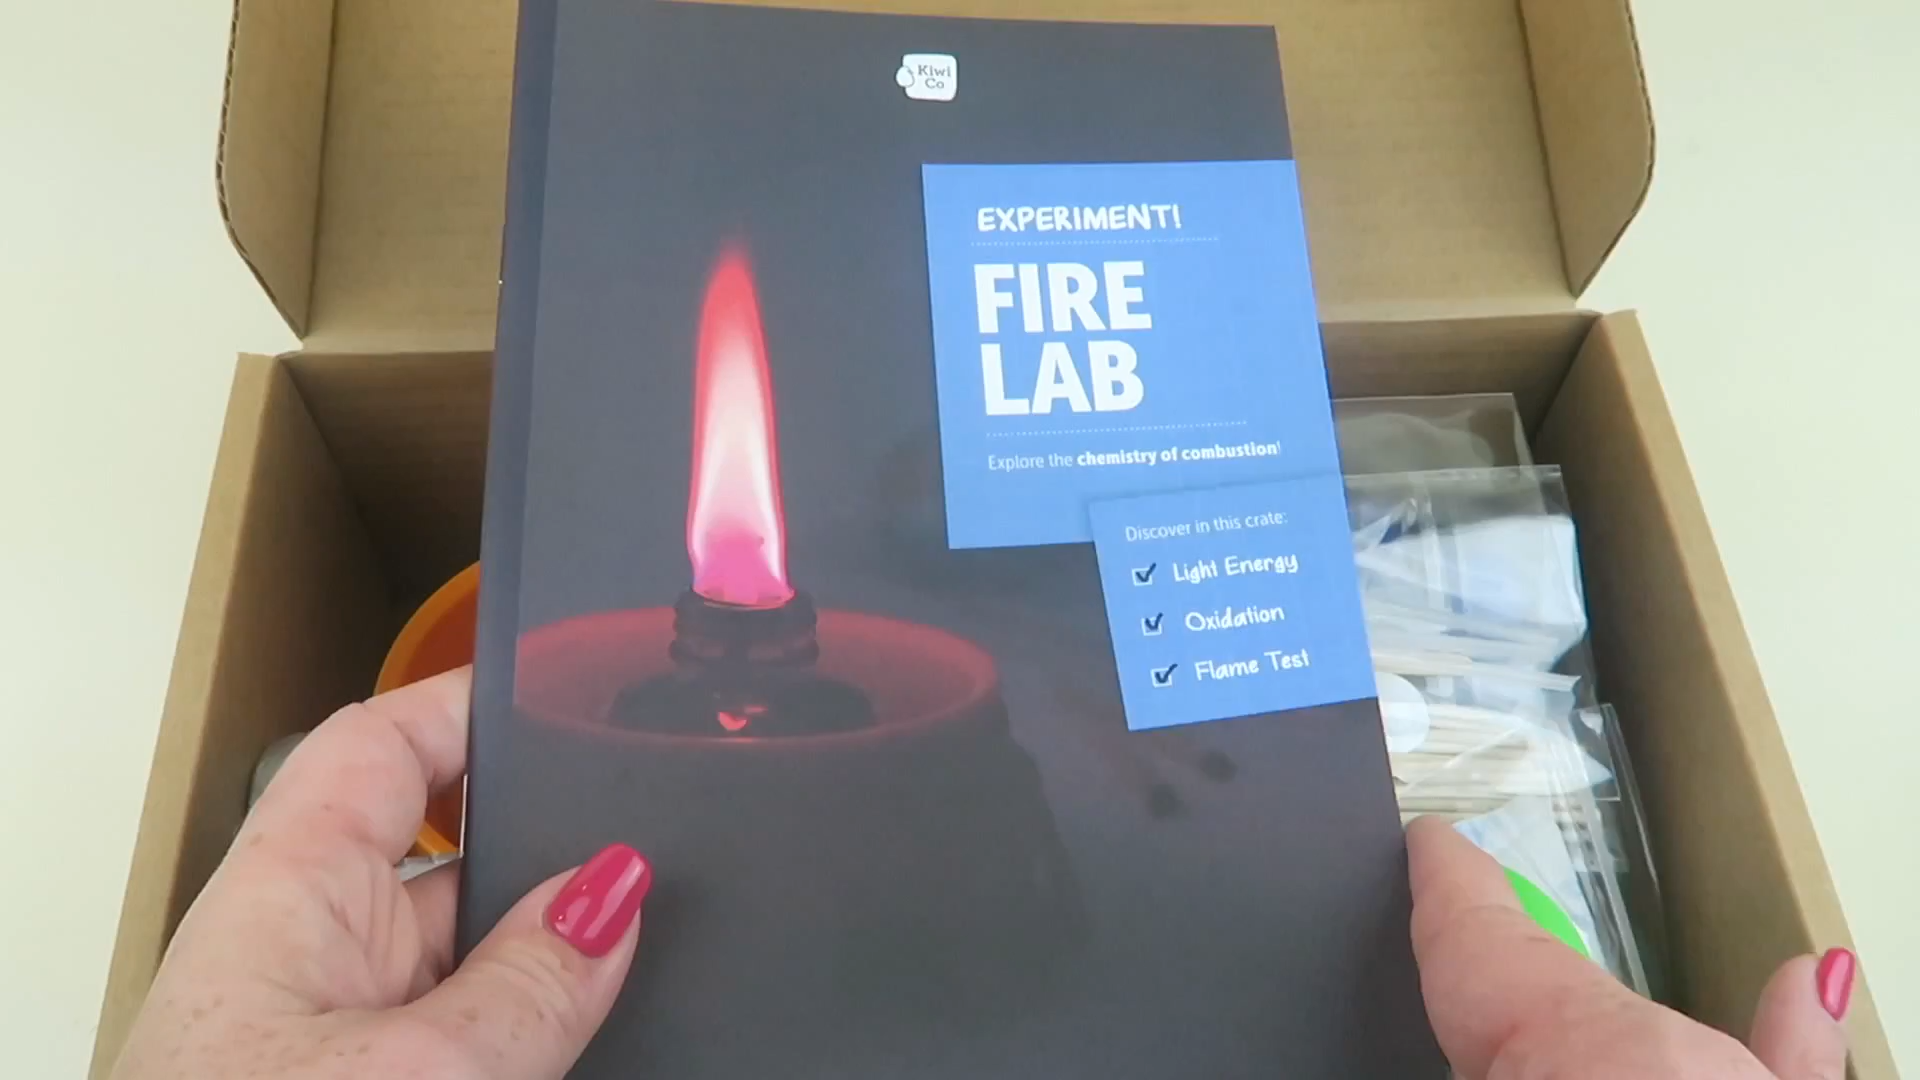 Kiwi
Co
EXPERIMENT!
FIRE
LAB
Explore the chemistry of combustion!
Discover in this crate:
Light Energy
Oxidation
Flame Test